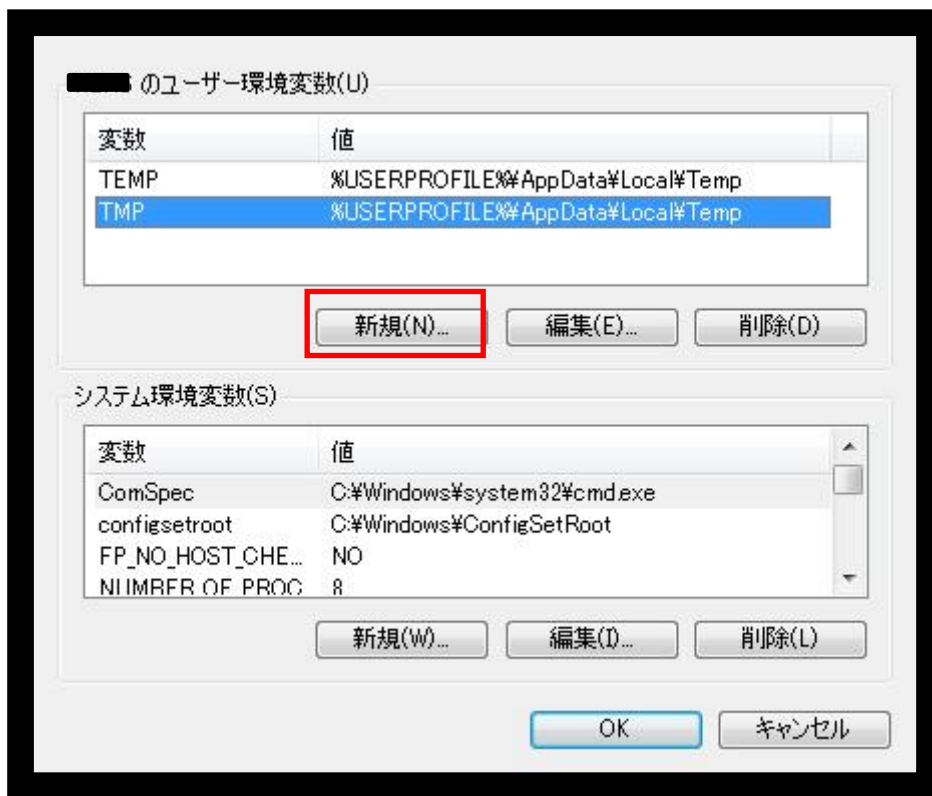 のユーザー環境変数(U)
変数 値
TEMP %USERPROFILE%¥AppData¥Local¥Temp
TMP %USERPROFILE%¥AppData¥Local¥Temp
新規(N)... 編集(E)... 削除(D)
システム環境変数(S)
変数 値
ComSpec C:¥Windows¥system32¥cmd.exe
configsetroot C:¥Windows¥ConfigSetRoot
FP_NO_HOST_CHE... NO
NUMBER_OF_PROC 8
新規(W)... 編集(I)... 削除(L)
OK キャンセル